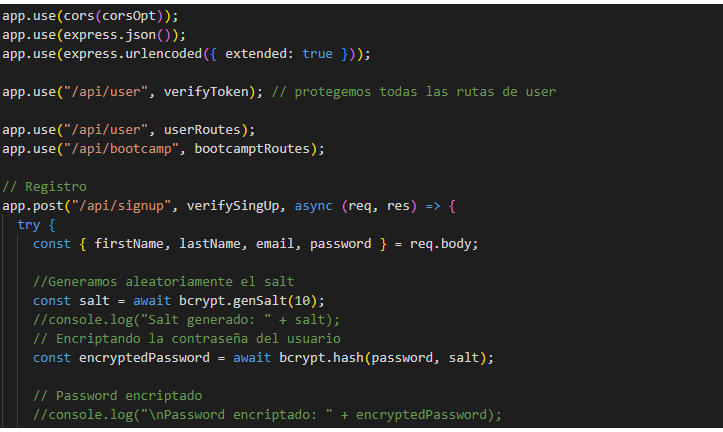 app.use(cors(corsOpt));
app.use(express.json());
app.use(express.urlencoded({ extended: true }));
app.use("/api/user", verifyToken); // protegemos todas las rutas de user
app.use("/api/user", userRoutes);
app.use("/api/bootcamp", bootcamptRoutes);
// Registro
app.post("/api/signup", verifySingUp, async (req, res) => {
try {
const { firstName, lastName, email, password } = req.body;
//Generamos aleatoriamente el salt
const salt = await bcrypt.genSalt(10);
//console.log("Salt generado: " + salt);
// Encriptando la contraseña del usuario
const encryptedPassword = await bcrypt.hash(password, salt);
// Password encriptado
//console.log("\nPassword encriptado: " + encryptedPassword);